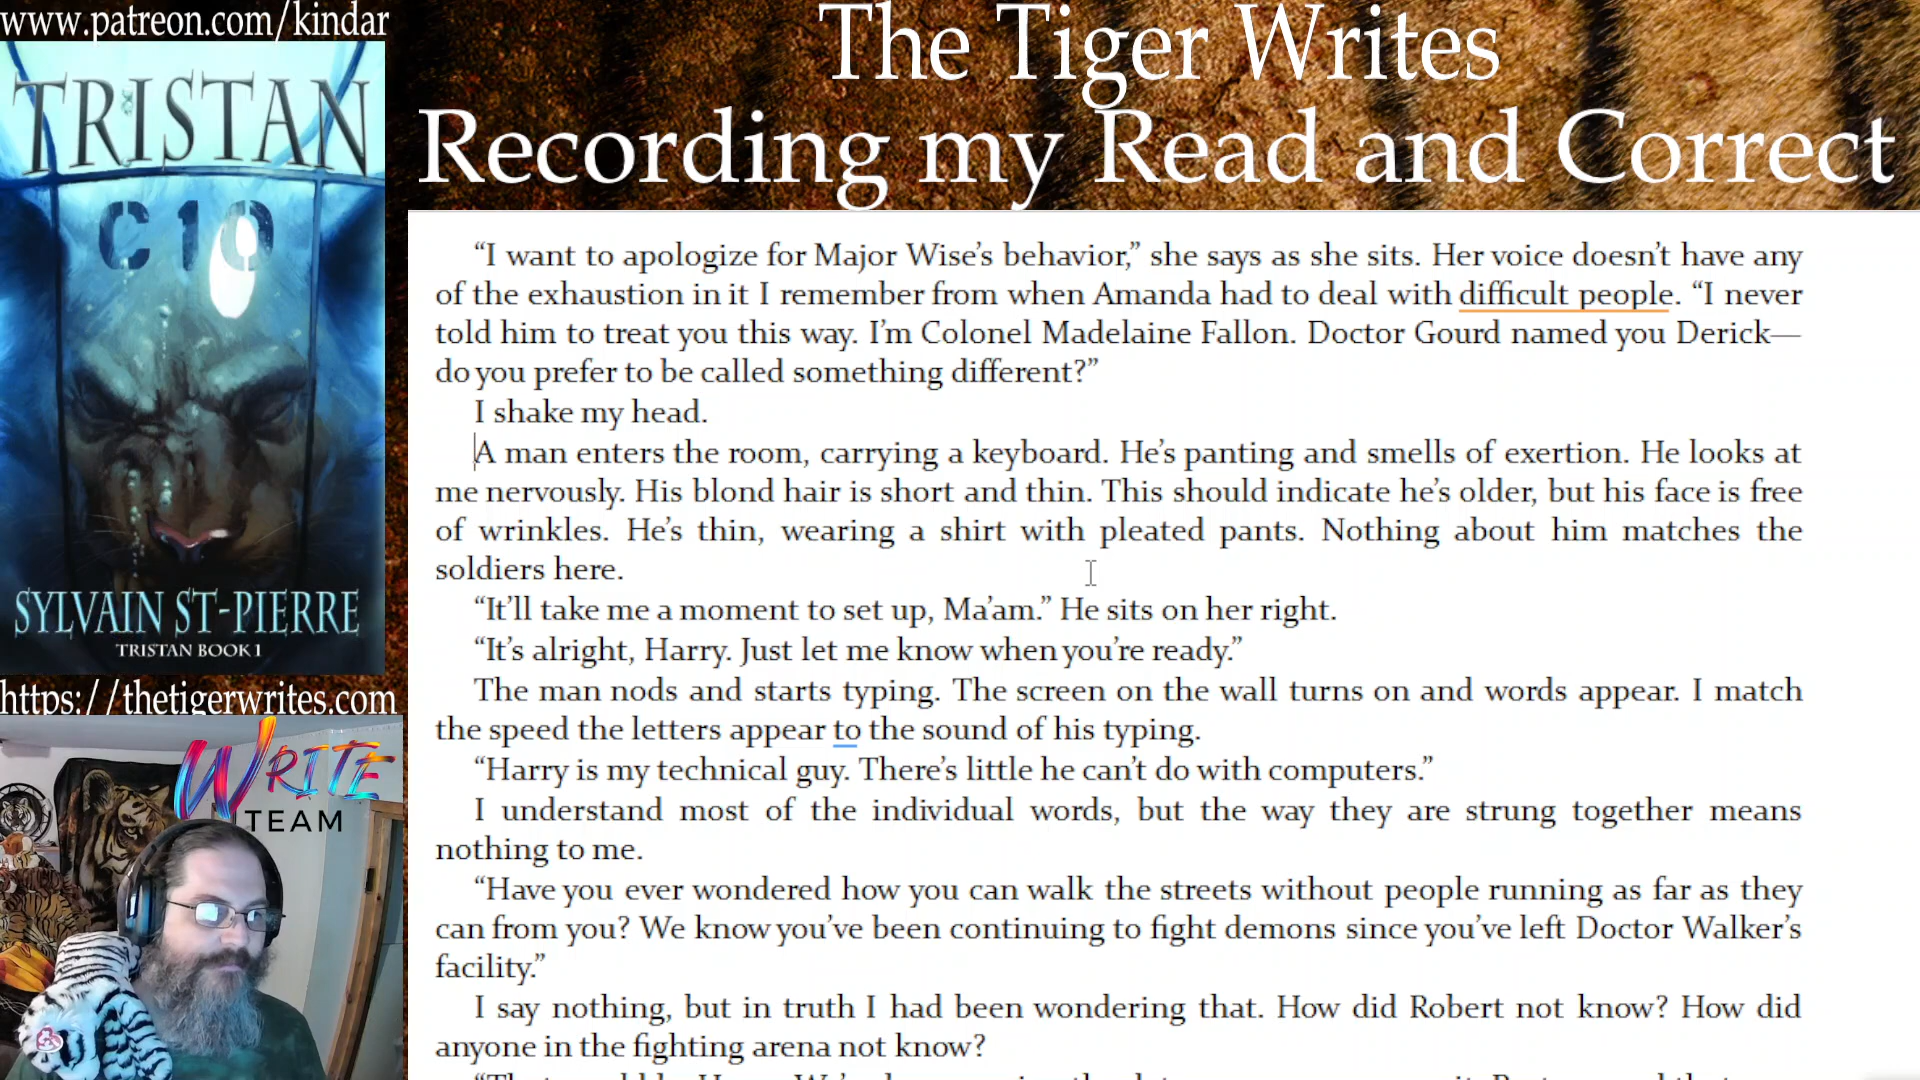 www.patreon.com/kindar
TRISTAN
C10
SYLVAIN ST-PIERRE
TRISTAN BOOK 1
https://thetigerwrites.com
WRITE
TEAM
The Tiger Writes
Recording my Read and Correct
“I want to apologize for Major Wise’s behavior,” she says as she sits. Her voice doesn’t have any
of the exhaustion in it I remember from when Amanda had to deal with difficult people. “I never
told him to treat you this way. I’m Colonel Madelaine Fallon. Doctor Gourd named you Derick—
do you prefer to be called something different?”
I shake my head.
A man enters the room, carrying a keyboard. He’s panting and smells of exertion. He looks at
me nervously. His blond hair is short and thin. This should indicate he’s older, but his face is free
of wrinkles. He’s thin, wearing a shirt with pleated pants. Nothing about him matches the
soldiers here.
“It’ll take me a moment to set up, Ma’am.” He sits on her right.
“It’s alright, Harry. Just let me know when you’re ready.”
The man nods and starts typing. The screen on the wall turns on and words appear. I match
the speed the letters appear to the sound of his typing.
“Harry is my technical guy. There’s little he can’t do with computers.”
I understand most of the individual words, but the way they are strung together means
nothing to me.
“Have you ever wondered how you can walk the streets without people running as far as they
can from you? We know you’ve been continuing to fight demons since you’ve left Doctor Walker’s
facility.”
I say nothing, but in truth I had been wondering that. How did Robert not know? How did
anyone in the fighting arena not know?